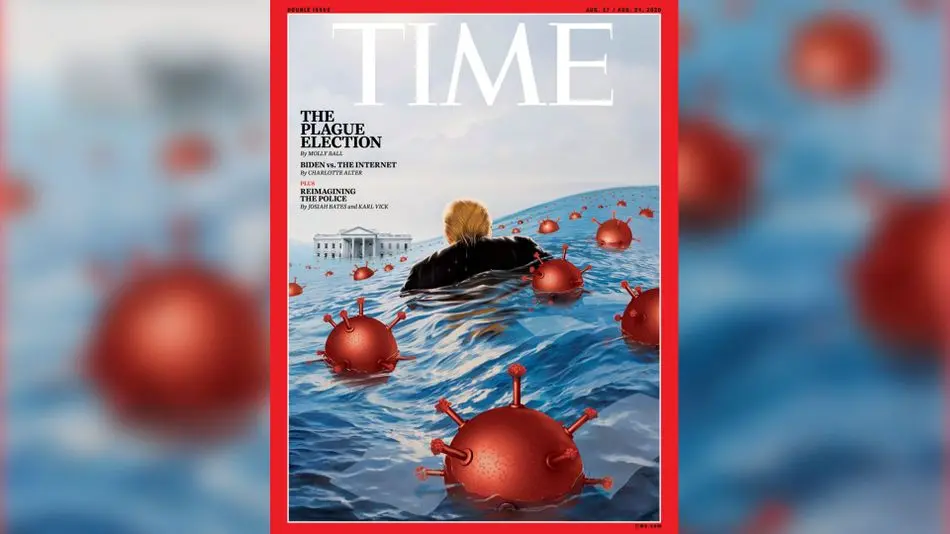 DOUBLE ISSUE
AUG. 17 / AUG. 24, 2020
TIME
THE
PLAGUE
ELECTION
By MOLLY BALL
BIDEN vs. THE INTERNET
By CHARLOTTE ALTER
PLUS
REIMAGINING
THE POLICE
By JOSIAH BATES and KARL VICK
time.com